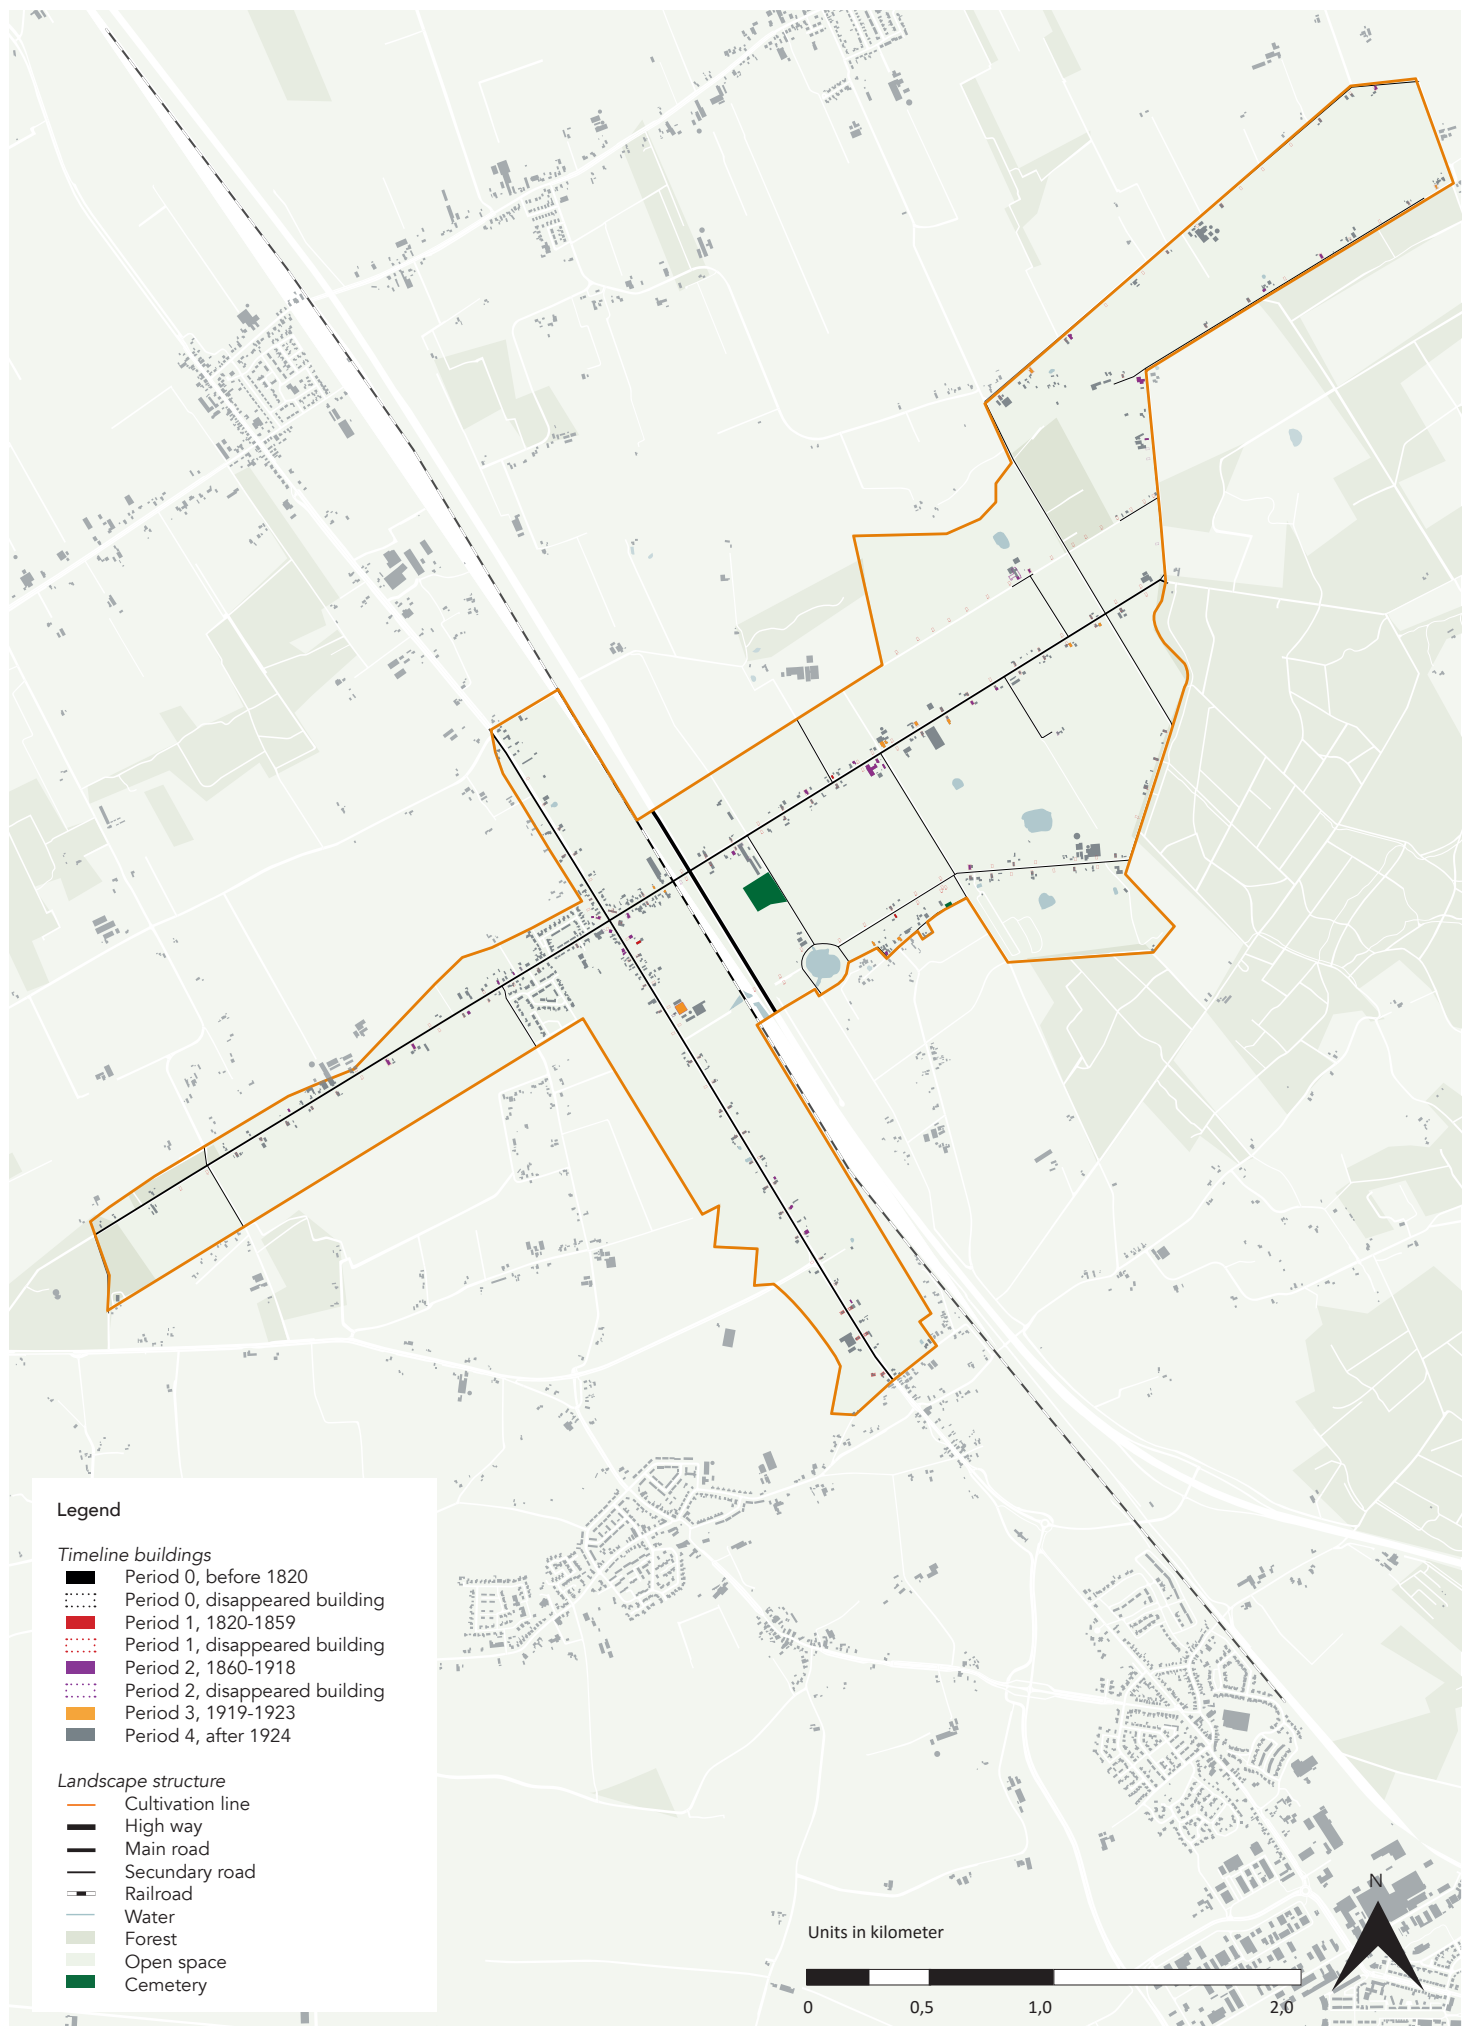 Legend
Timeline buildings
Period 0, before 1820
Period 0, disappeared building
Period 1, 1820-1859
Period 1, disappeared building
Period 2, 1860-1918
Period 2, disappeared building
Period 3, 1919-1923
Period 4, after 1924
Landscape structure
Cultivation line
High way
Main road
Secundary road
Railroad
Water
Forest
Open space
Cemetery
N
Units in kilometer
0 0,5 1,0 2,0